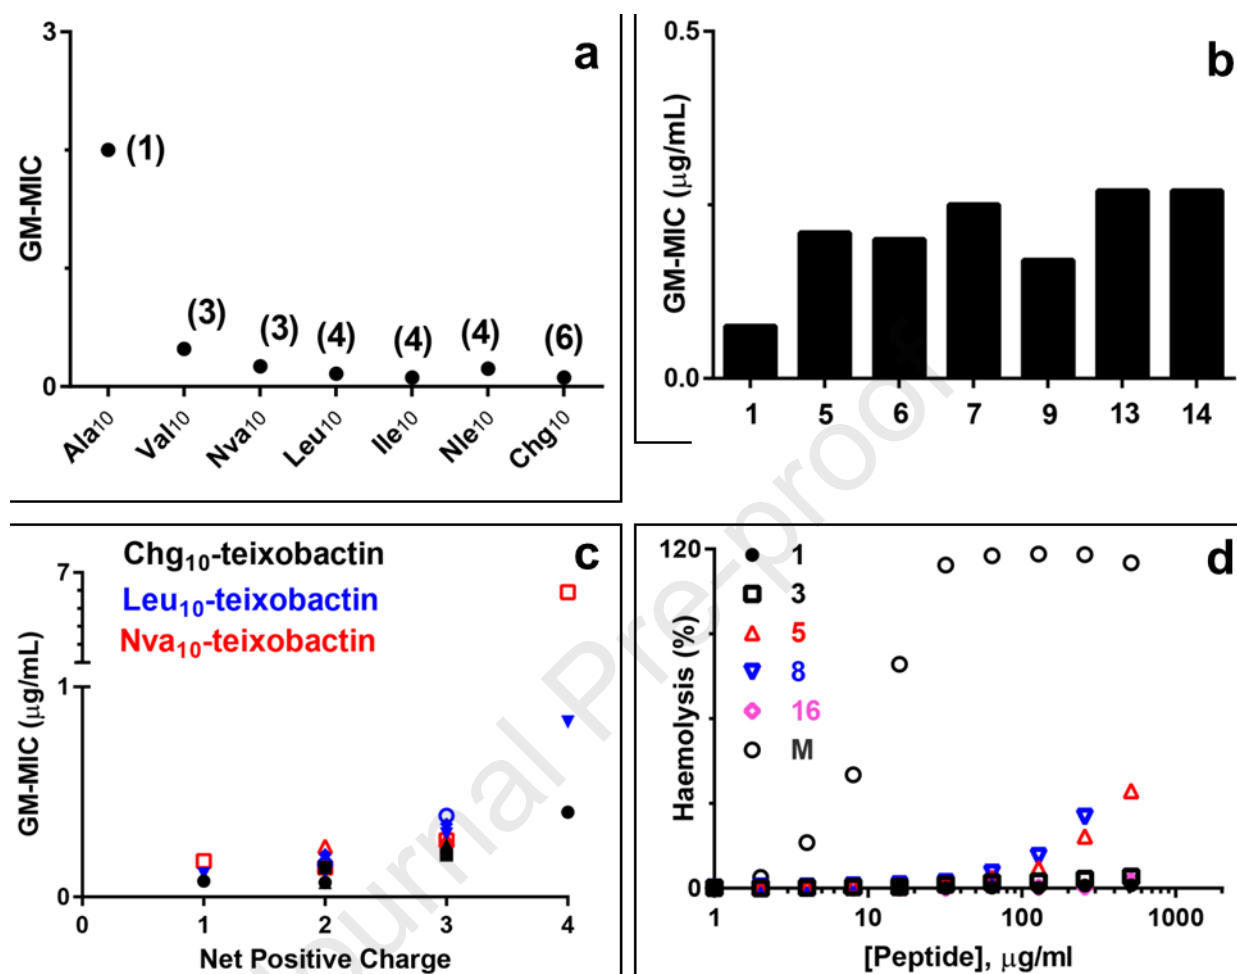 a
3
(1)
GM-MIC
(3)
(3)
(4)
(4)
(4)
(6)
0
Ala10
Val10
Nva10
Leu10
Ile10
Nle10
Chg10
b
0.5
GM-MIC (µg/mL)
0.0
1 5 6 7 9 13 14
c
Chg10-teixobactin
Leu10-teixobactin
Nva10-teixobactin
7
1
GM-MIC (µg/mL)
0
0 1 2 3 4
Net Positive Charge
d
120
1
3
5
8
16
M
Haemolysis (%)
0
1 10 100 1000
[Peptide], µg/ml
Journal Pre-proof